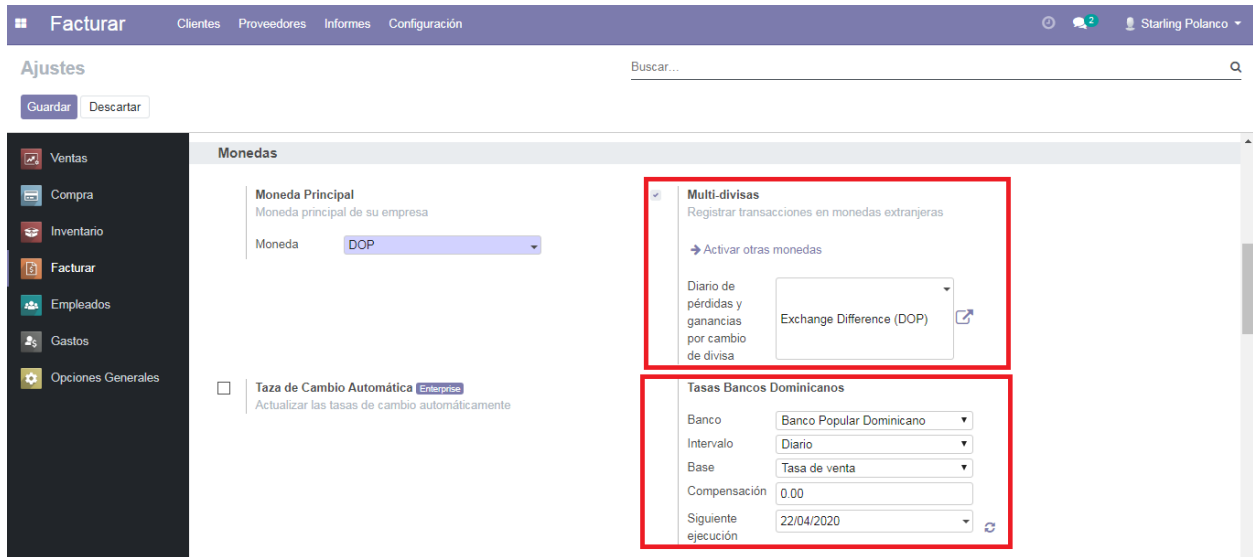 Facturar
Clientes Proveedores Informes Configuración
2
Starling Polanco
Ajustes
Buscar...
Guardar Descartar
Ventas
Compra
Inventario
Facturar
Empleados
Gastos
Opciones Generales
Monedas
Moneda Principal
Moneda principal de su empresa
Moneda DOP
Multi-divisas
Registrar transacciones en monedas extranjeras
Activar otras monedas
Diario de
pérdidas y
ganancias
por cambio
de divisa
Exchange Difference (DOP)
Taza de Cambio Automática Enterprise
Actualizar las tasas de cambio automáticamente
Tasas Bancos Dominicanos
Banco Banco Popular Dominicano
Intervalo Diario
Base Tasa de venta
Compensación 0.00
Siguiente
ejecución
22/04/2020